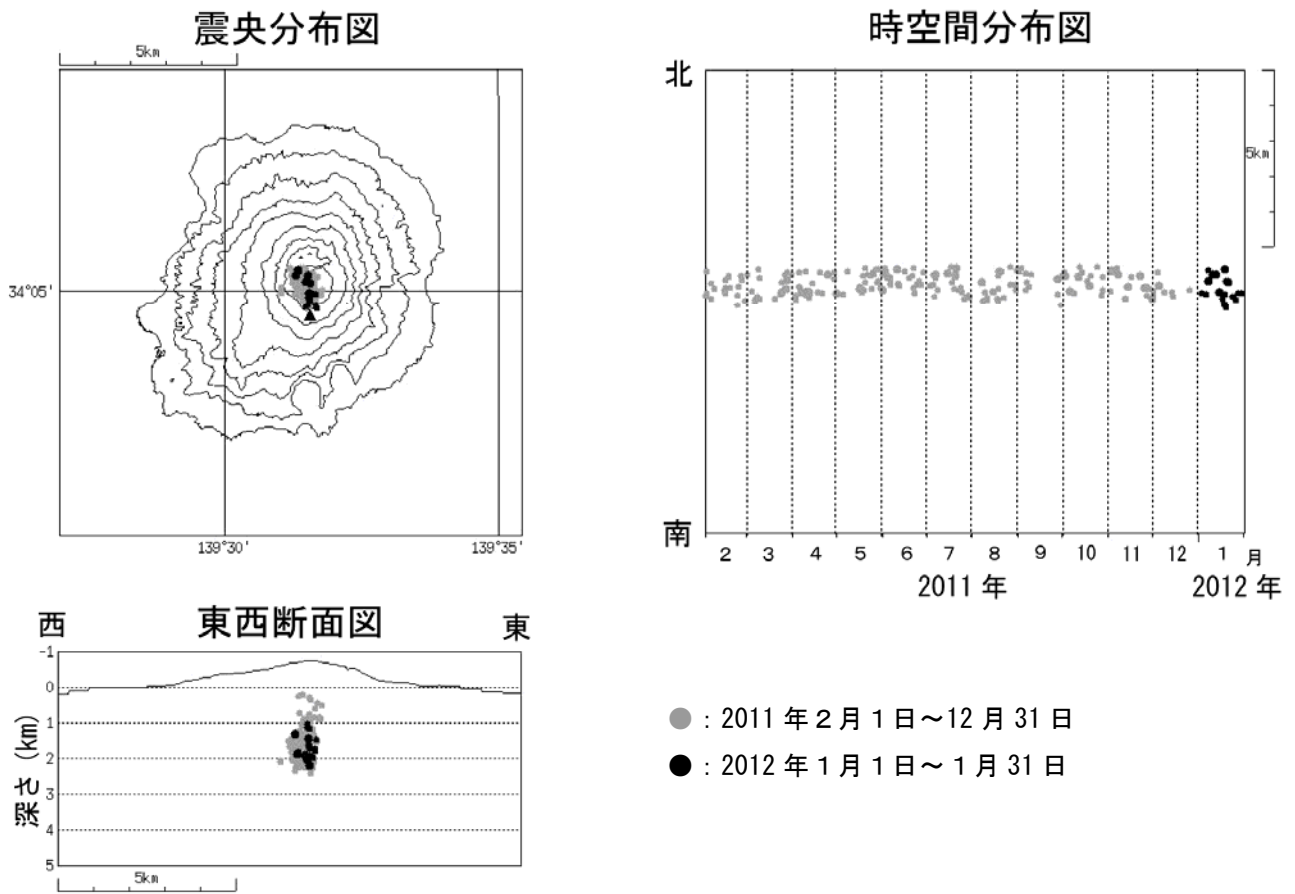 震央分布図
5km
34°05'
139°30'
139°35'
時空間分布図
北
南
5km
2 3 4 5 6 7 8 9 10 11 12 1 月
2011 年 2012 年
東西断面図
西 東
-1
0
1
2
3
4
5
深さ (km)
5km
● : 2011 年 2 月 1 日～12 月 31 日
● : 2012 年 1 月 1 日～ 1 月 31 日